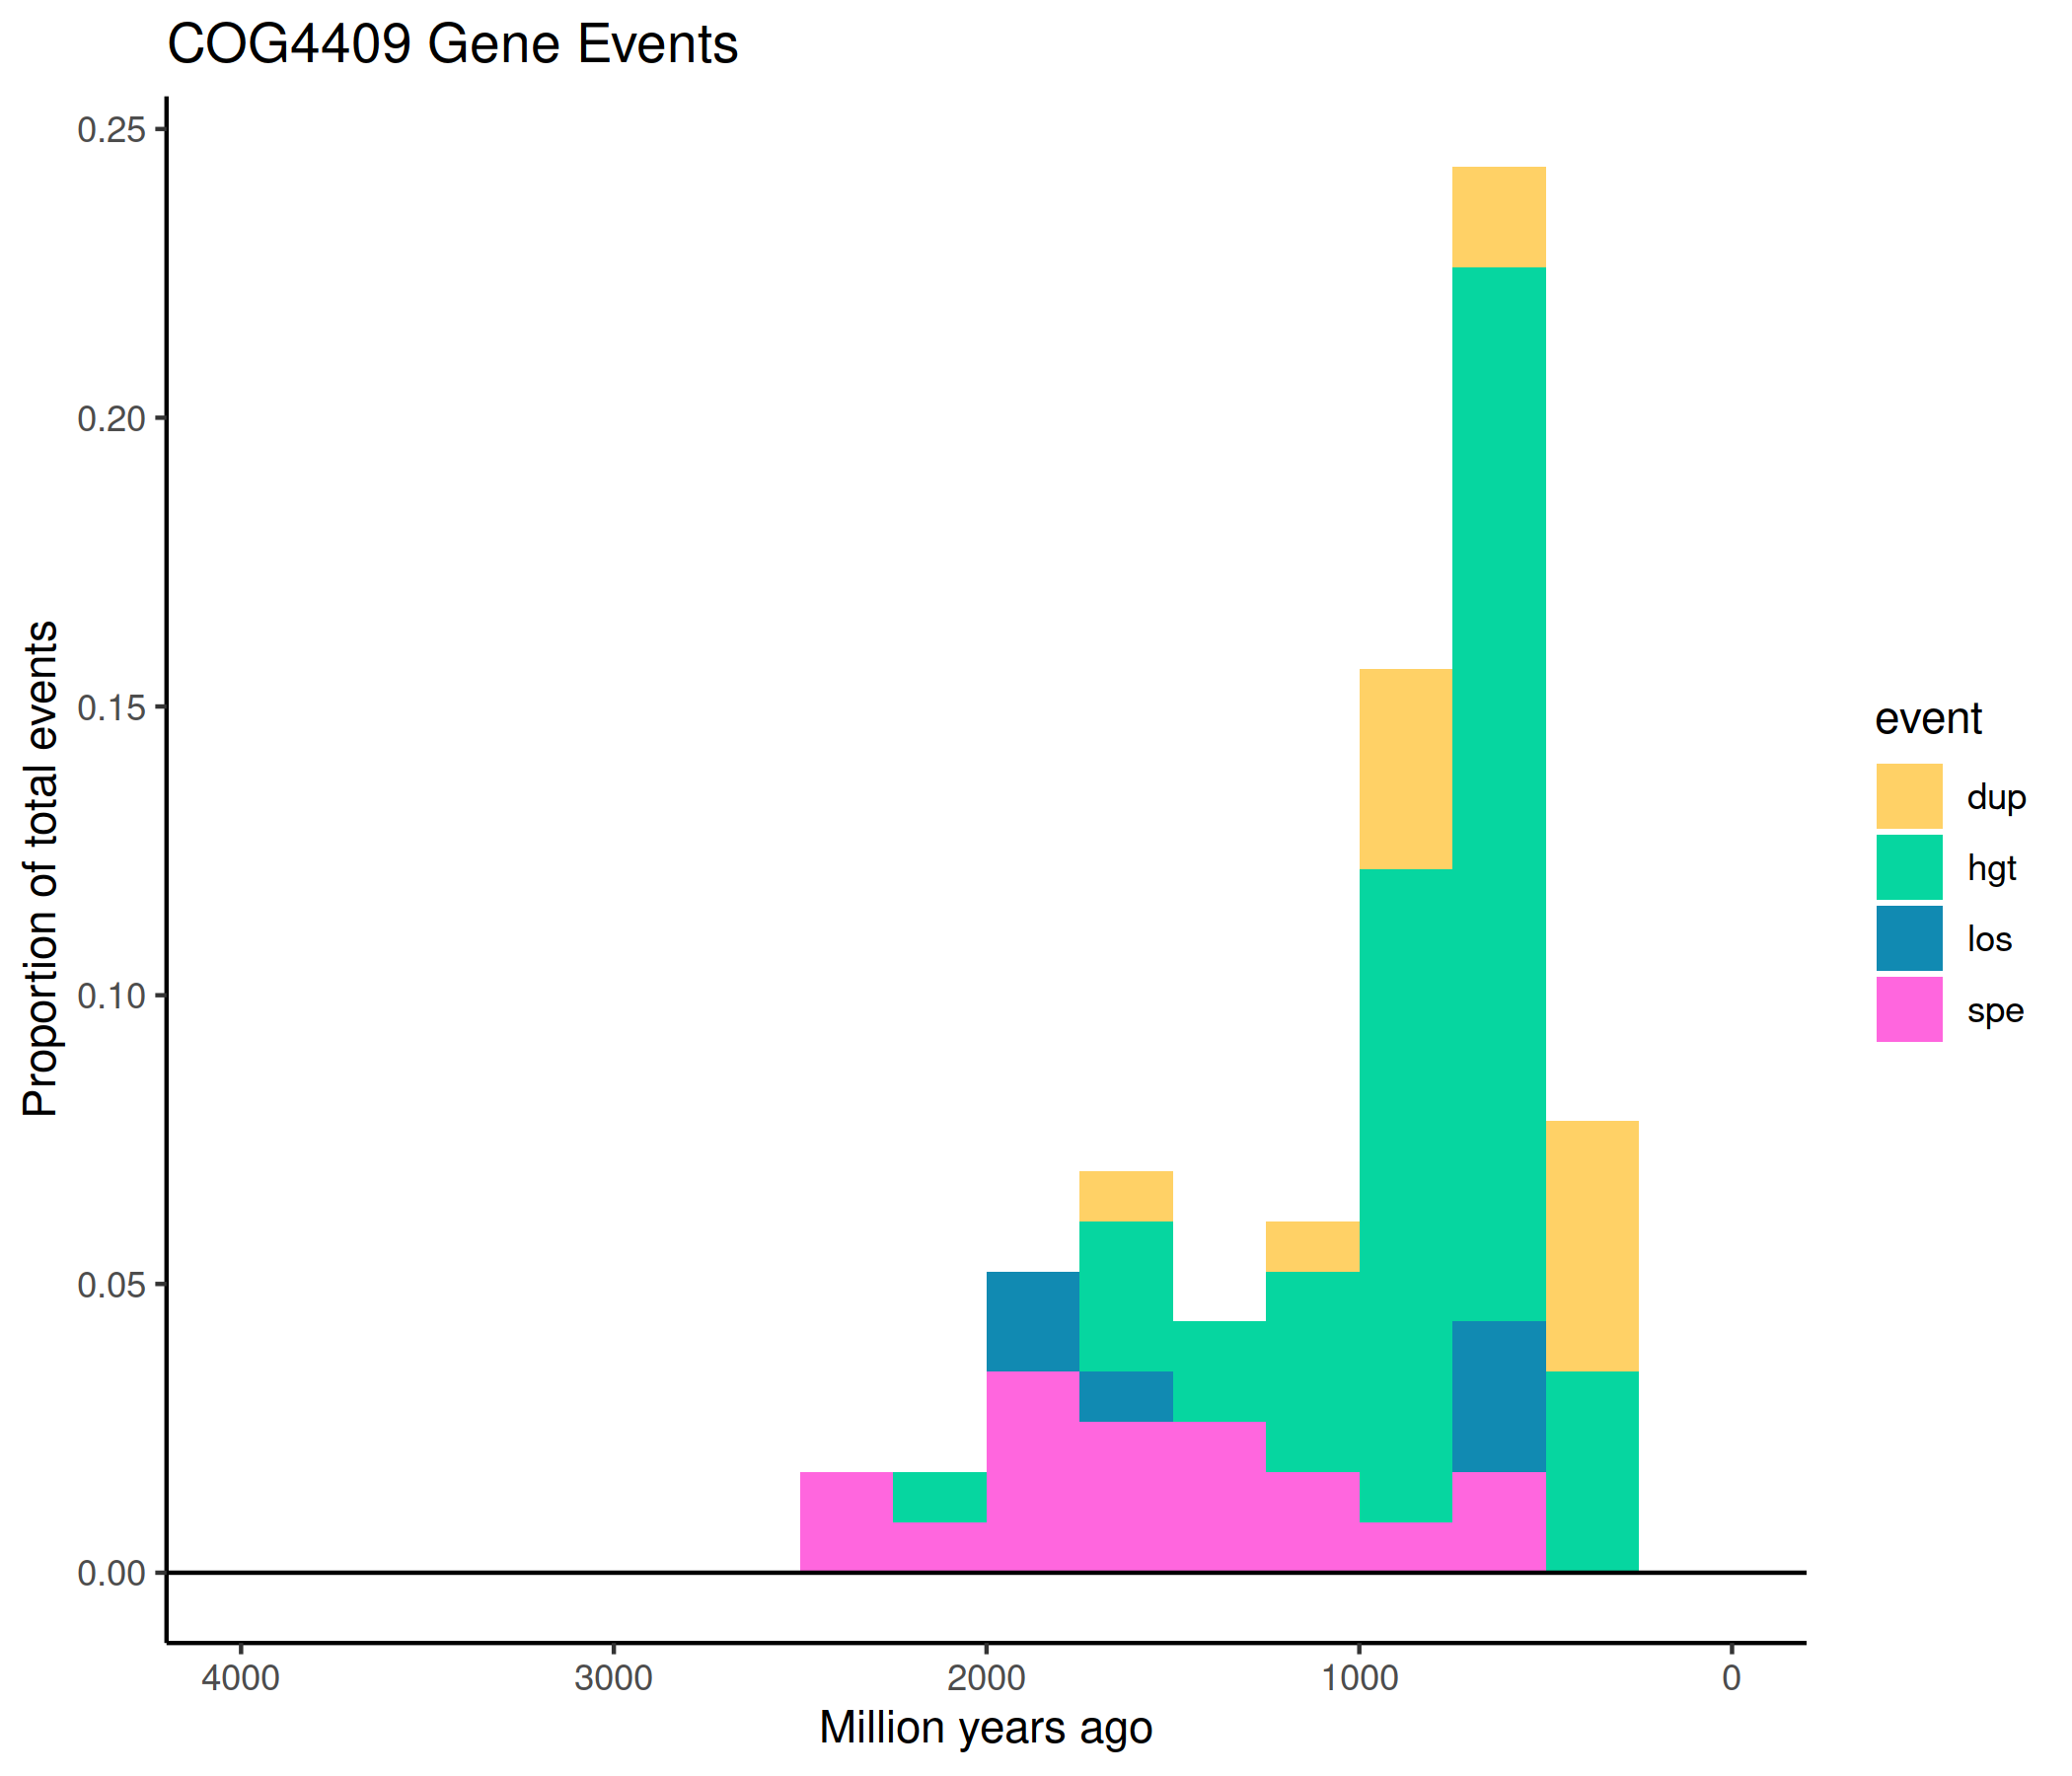 COG4409 Gene Events
0.25
0.20
0.15
0.10
0.05
0.00
Proportion of total events
4000 3000 2000 1000 0
Million years ago
event
dup
hgt
los
spe